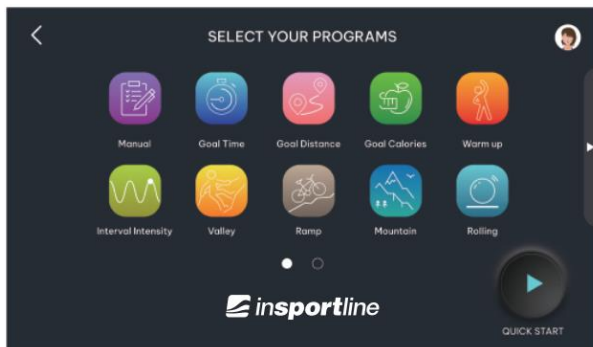 SELECT YOUR PROGRAMS
Manual
Goal Time
Goal Distance
Goal Calories
Warm up
Interval Intensity
Valley
Ramp
Mountain
Rolling
insportline
QUICK START